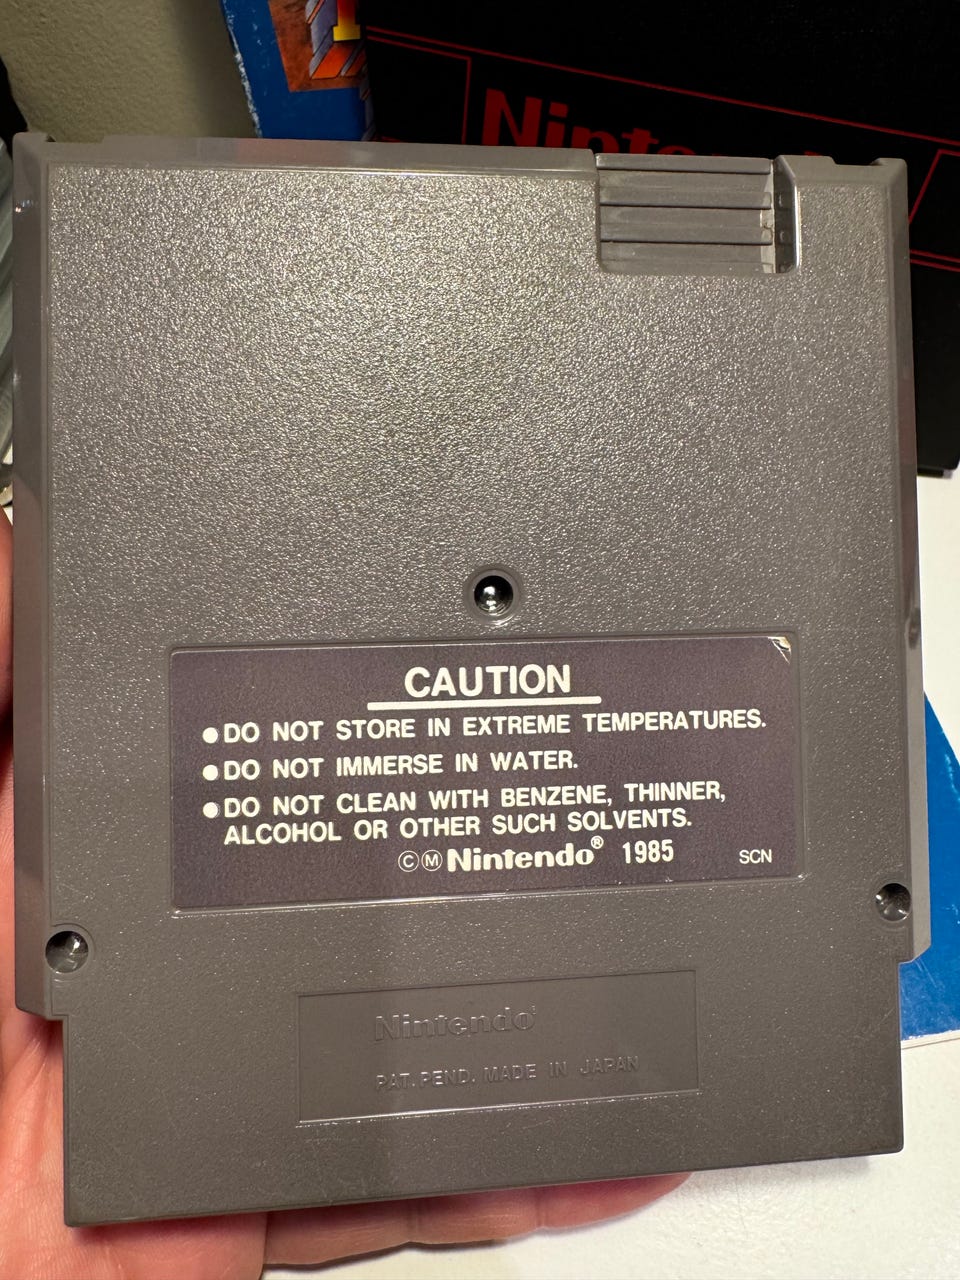 Nintendo
CAUTION
●DO NOT STORE IN EXTREME TEMPERATURES.
●DO NOT IMMERSE IN WATER.
●DO NOT CLEAN WITH BENZENE, THINNER,
ALCOHOL OR OTHER SUCH SOLVENTS.
ⒸⓂNintendo® 1985 SCN
Nintendo®
PAT. PEND. MADE IN JAPAN